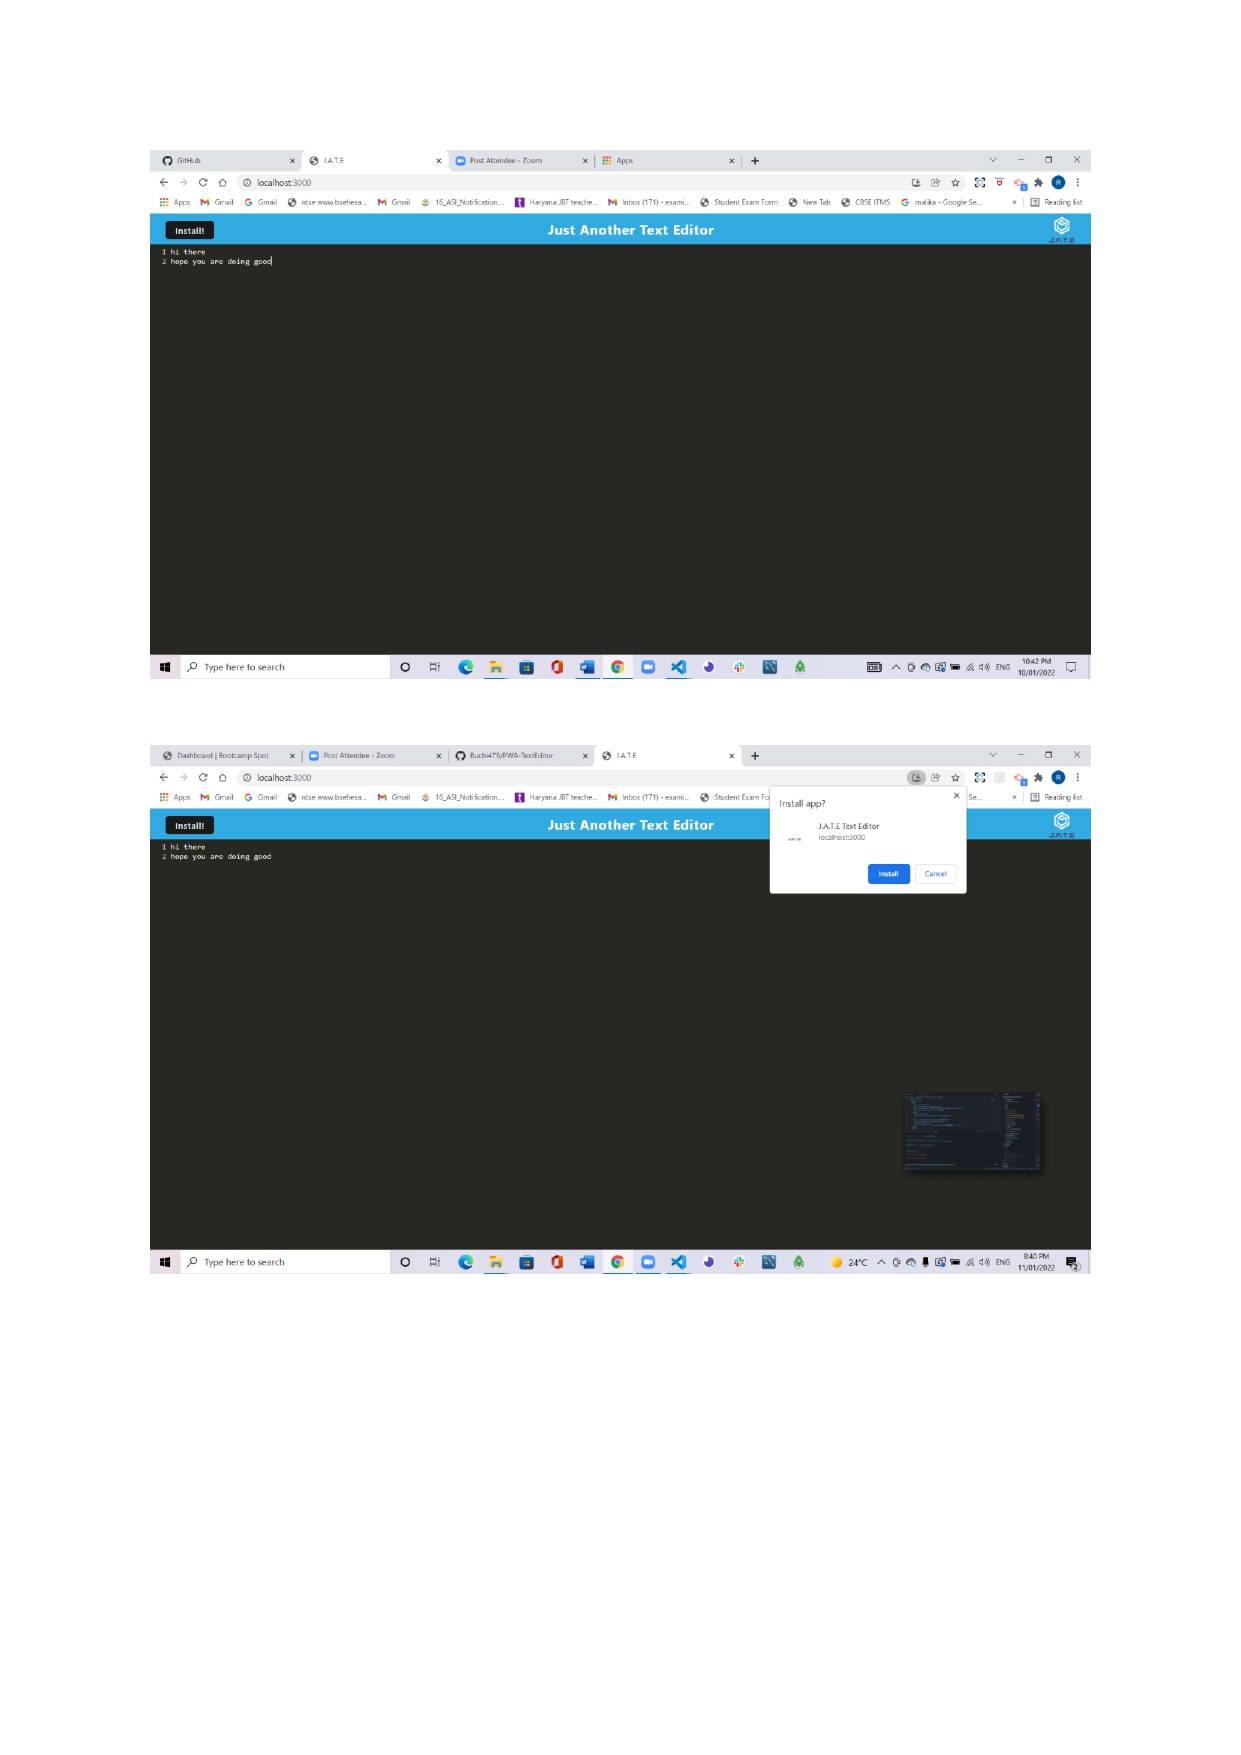 GitHub J.A.T.E Post Attendee - Zoom Apps
localhost:3000
Apps Gmail Gmail ntse www.bsehexa... Gmail 16_ASI_Notification.... Haryana JBT teache... Inbox (171) - exami... Student Exam Form New Tab CBSE ITMS malika - Google Se... » Reading list
Install! Just Another Text Editor J.A.T.E
1 hi there
2 hope you are doing good
Type here to search ENG 10:42 PM
10/01/2022
Dashboard | Bootcamp Spot Post Attendee - Zoom Ruchi479/PWA-TextEditor J.A.T.E
localhost:3000
Apps Gmail Gmail ntse www.bsehexa... Gmail 16_ASI_Notification.... Haryana JBT teache... Inbox (171) - exami... Student Exam Fo Se... » Reading list
Install app?
Install! Just Another Text Editor J.A.T.E Text Editor J.A.T.E
localhost:3000
1 hi there
2 hope you are doing good
Install Cancel
Type here to search 24°C ENG 8:40 PM
11/01/2022 2